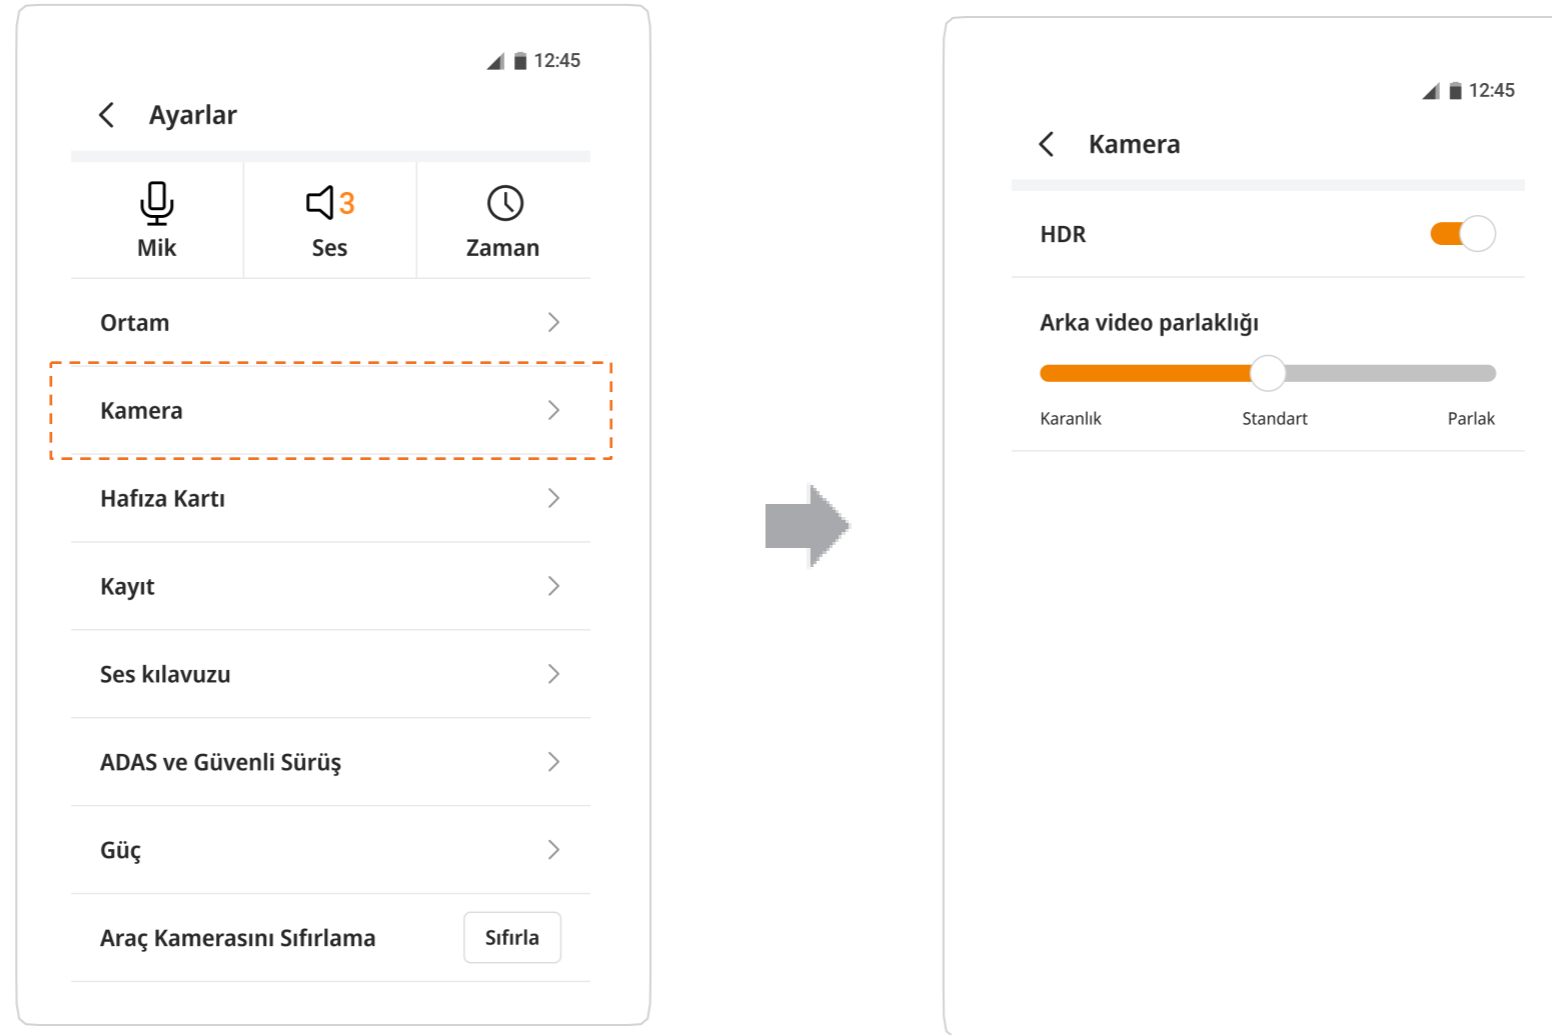 12:45
Ayarlar
Mik
3
Ses
Zaman
Ortam
Kamera
Hafıza Kartı
Kayıt
Ses kılavuzu
ADAS ve Güvenli Sürüş
Güç
Araç Kamerasını Sıfırlama
Sıfırla
12:45
Kamera
HDR
Arka video parlaklığı
Karanlık Standart Parlak